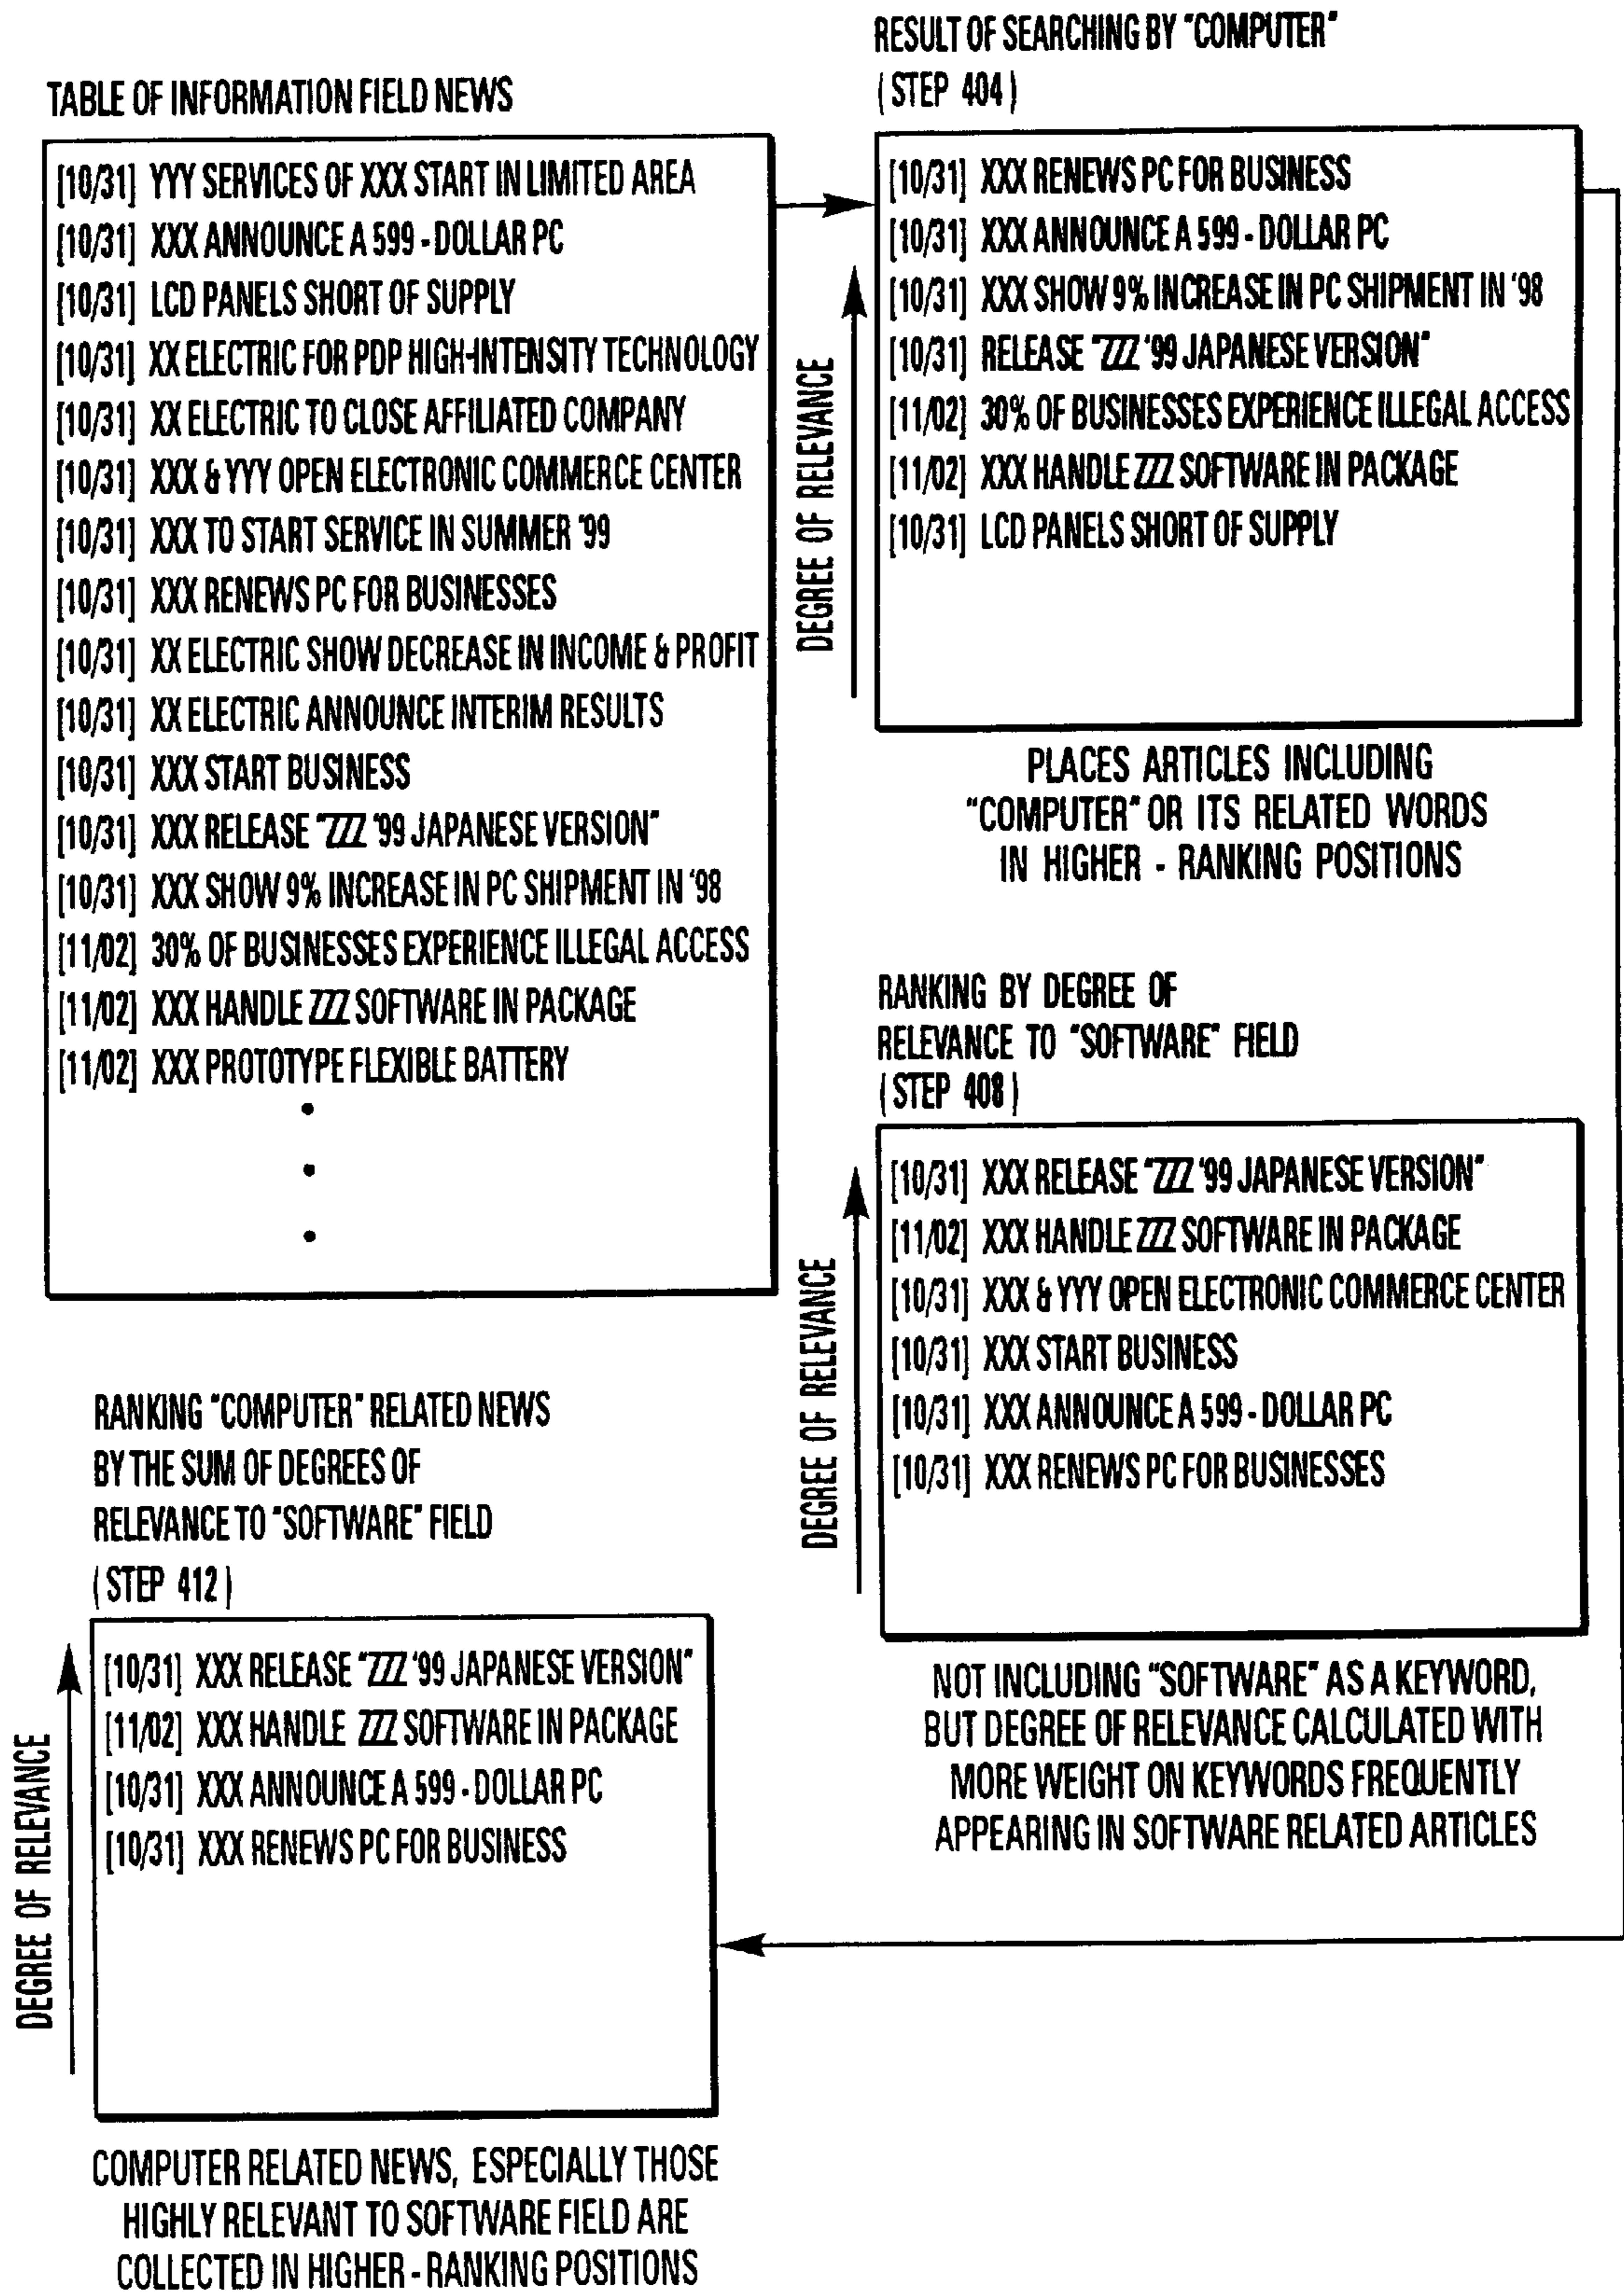 TABLE OF INFORMATION FIELD NEWS
[10/31] YYY SERVICES OF XXX START IN LIMITED AREA
[10/31] XXX ANNOUNCE A 599 - DOLLAR PC
[10/31] LCD PANELS SHORT OF SUPPLY
[10/31] XX ELECTRIC FOR PDP HIGH-INTENSITY TECHNOLOGY
[10/31] XX ELECTRIC TO CLOSE AFFILIATED COMPANY
[10/31] XXX & YYY OPEN ELECTRONIC COMMERCE CENTER
[10/31] XXX TO START SERVICE IN SUMMER '99
[10/31] XXX RENEWS PC FOR BUSINESSES
[10/31] XX ELECTRIC SHOW DECREASE IN INCOME & PROFIT
[10/31] XX ELECTRIC ANNOUNCE INTERIM RESULTS
[10/31] XXX START BUSINESS
[10/31] XXX RELEASE "ZZZ '99 JAPANESE VERSION"
[10/31] XXX SHOW 9% INCREASE IN PC SHIPMENT IN '98
[11/02] 30% OF BUSINESSES EXPERIENCE ILLEGAL ACCESS
[11/02] XXX HANDLE ZZZ SOFTWARE IN PACKAGE
[11/02] XXX PROTOTYPE FLEXIBLE BATTERY
RESULT OF SEARCHING BY "COMPUTER"
(STEP 404)
DEGREE OF RELEVANCE
[10/31] XXX RENEWS PC FOR BUSINESS
[10/31] XXX ANNOUNCE A 599 - DOLLAR PC
[10/31] XXX SHOW 9% INCREASE IN PC SHIPMENT IN '98
[10/31] RELEASE "ZZZ '99 JAPANESE VERSION"
[11/02] 30% OF BUSINESSES EXPERIENCE ILLEGAL ACCESS
[11/02] XXX HANDLE ZZZ SOFTWARE IN PACKAGE
[10/31] LCD PANELS SHORT OF SUPPLY
PLACES ARTICLES INCLUDING
"COMPUTER" OR ITS RELATED WORDS
IN HIGHER - RANKING POSITIONS
RANKING BY DEGREE OF
RELEVANCE TO "SOFTWARE" FIELD
(STEP 408)
DEGREE OF RELEVANCE
[10/31] XXX RELEASE "ZZZ '99 JAPANESE VERSION"
[11/02] XXX HANDLE ZZZ SOFTWARE IN PACKAGE
[10/31] XXX & YYY OPEN ELECTRONIC COMMERCE CENTER
[10/31] XXX START BUSINESS
[10/31] XXX ANNOUNCE A 599 - DOLLAR PC
[10/31] XXX RENEWS PC FOR BUSINESSES
NOT INCLUDING "SOFTWARE" AS A KEYWORD,
BUT DEGREE OF RELEVANCE CALCULATED WITH
MORE WEIGHT ON KEYWORDS FREQUENTLY
APPEARING IN SOFTWARE RELATED ARTICLES
RANKING "COMPUTER" RELATED NEWS
BY THE SUM OF DEGREES OF
RELEVANCE TO "SOFTWARE" FIELD
(STEP 412)
DEGREE OF RELEVANCE
[10/31] XXX RELEASE "ZZZ '99 JAPANESE VERSION"
[11/02] XXX HANDLE ZZZ SOFTWARE IN PACKAGE
[10/31] XXX ANNOUNCE A 599 - DOLLAR PC
[10/31] XXX RENEWS PC FOR BUSINESS
COMPUTER RELATED NEWS, ESPECIALLY THOSE
HIGHLY RELEVANT TO SOFTWARE FIELD ARE
COLLECTED IN HIGHER - RANKING POSITIONS